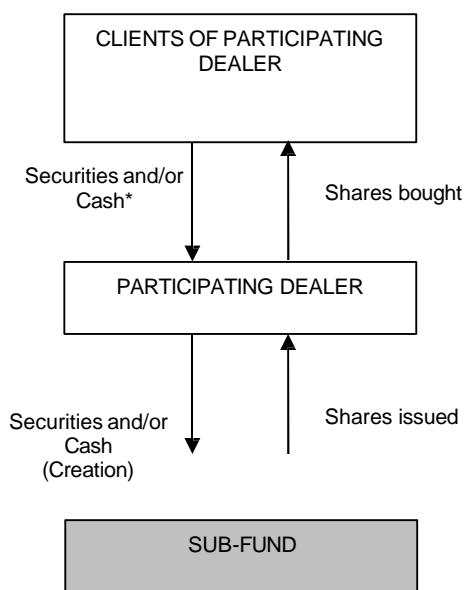 CLIENTS OF PARTICIPATING
DEALER
Securities and/or
Cash*
Shares bought
PARTICIPATING DEALER
Securities and/or
Cash
(Creation)
Shares issued
SUB-FUND